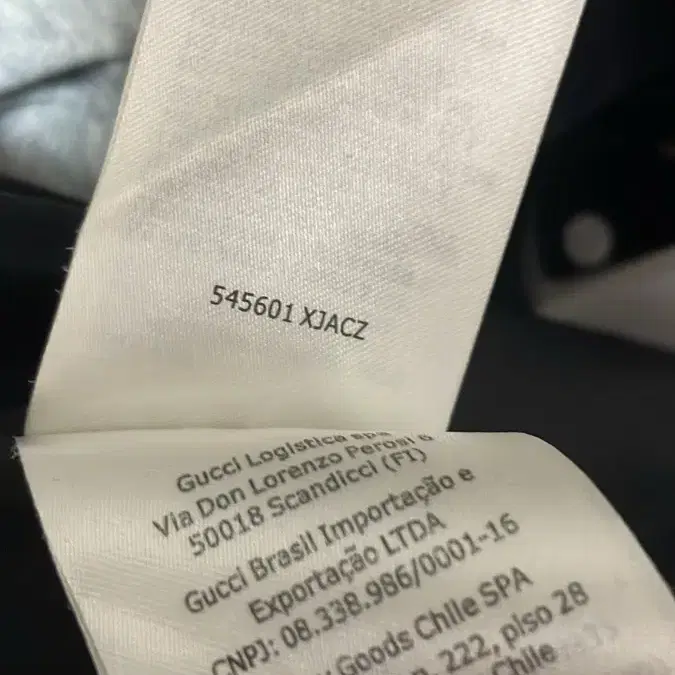 545601 XJACZ
Gucci Logistica spa
Via Don Lorenzo Perosi 6
50018 Scandicci (FI)
Gucci Brasil Importação e
Exportação LTDA
CNPJ: 08.338.986/0001-16
Goods Chile SPA
222, piso 28
Chile